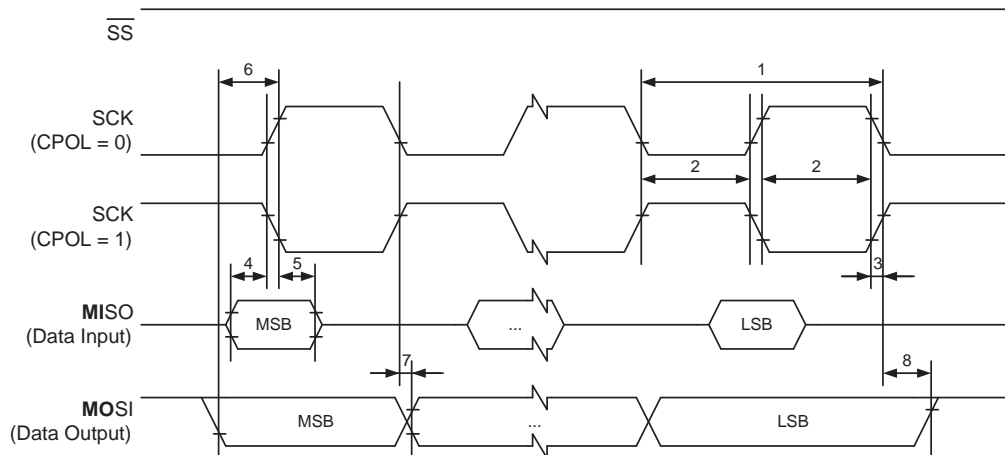 SS
6
1
SCK
(CPOL = 0)
2
2
SCK
(CPOL = 1)
4
5
3
MISO
(Data Input)
MSB
...
LSB
7
8
MOSI
(Data Output)
MSB
...
LSB